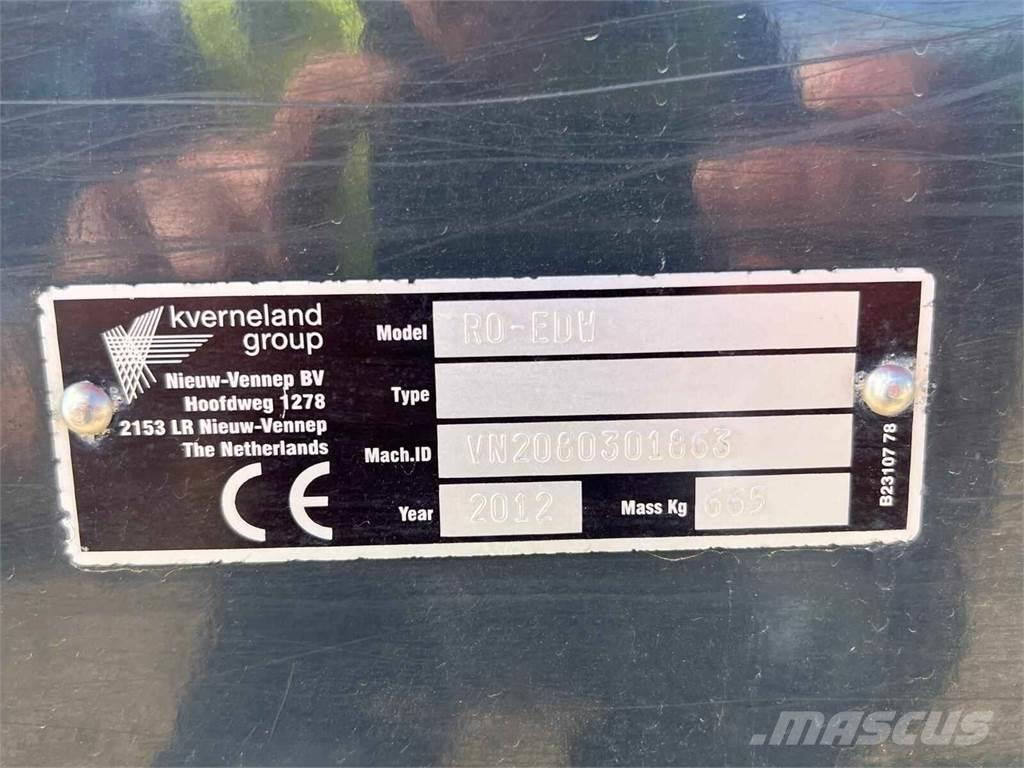 kverneland
group
Nieuw-Vennep BV
Hoofdweg 1278
2153 LR Nieuw-Vennep
The Netherlands
CE
Model RO-EDW
Type
Mach.ID VN2080301863
Year 2012 Mass Kg 665
B23107 78
MASCUS